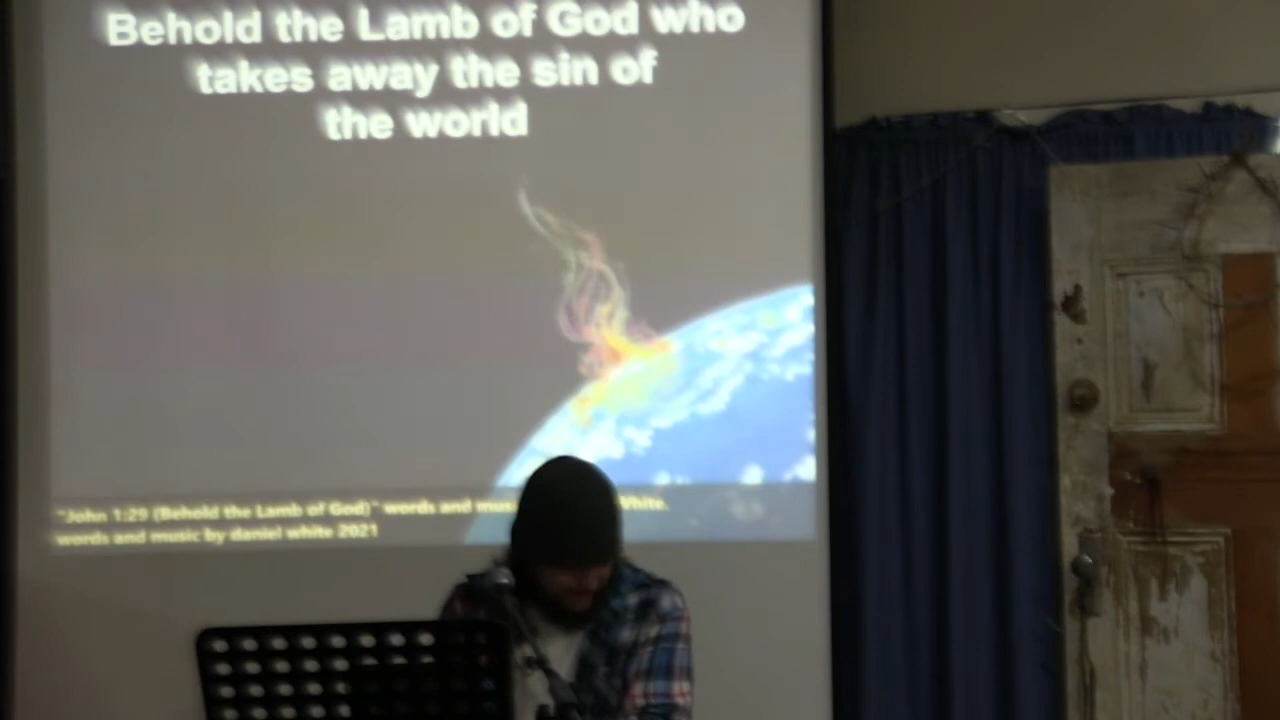 Behold the Lamb of God who
takes away the sin of
the world
"John 1:29 (Behold the Lamb of God)" words and White.
words and music by daniel white 2021